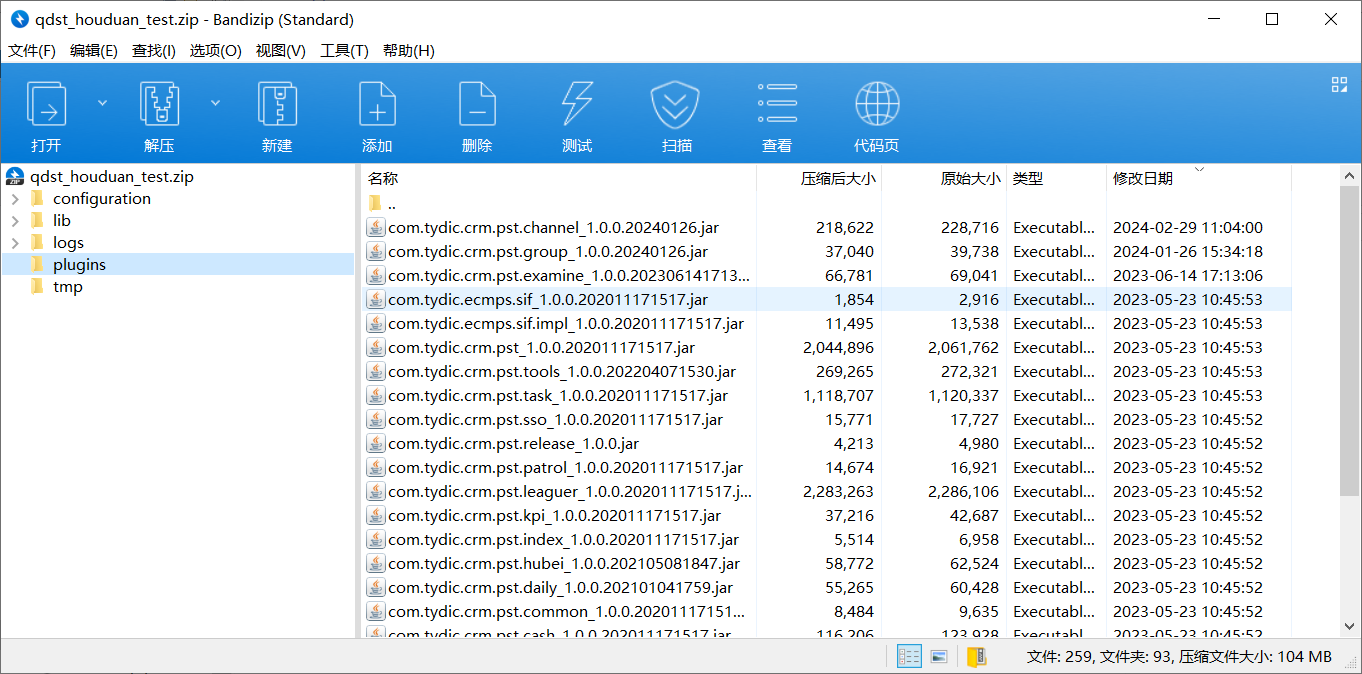 qdst_houduan_test.zip - Bandizip (Standard)
文件(F) 编辑(E) 查找(I) 选项(O) 视图(V) 工具(T) 帮助(H)
打开 解压 新建 添加 删除 测试 扫描 查看 代码页
qdst_houduan_test.zip
configuration
lib
logs
plugins
tmp
名称 压缩后大小 原始大小 类型 修改日期
..
com.tydic.crm.pst.channel_1.0.0.20240126.jar 218,622 228,716 Executabl... 2024-02-29 11:04:00
com.tydic.crm.pst.group_1.0.0.20240126.jar 37,040 39,738 Executabl... 2024-01-26 15:34:18
com.tydic.crm.pst.examine_1.0.0.202306141713... 66,781 69,041 Executabl... 2023-06-14 17:13:06
com.tydic.ecmps.sif_1.0.0.202011171517.jar 1,854 2,916 Executabl... 2023-05-23 10:45:53
com.tydic.ecmps.sif.impl_1.0.0.202011171517.jar 11,495 13,538 Executabl... 2023-05-23 10:45:53
com.tydic.crm.pst_1.0.0.202011171517.jar 2,044,896 2,061,762 Executabl... 2023-05-23 10:45:53
com.tydic.crm.pst.tools_1.0.0.202204071530.jar 269,265 272,321 Executabl... 2023-05-23 10:45:53
com.tydic.crm.pst.task_1.0.0.202011171517.jar 1,118,707 1,120,337 Executabl... 2023-05-23 10:45:53
com.tydic.crm.pst.sso_1.0.0.202011171517.jar 15,771 17,727 Executabl... 2023-05-23 10:45:52
com.tydic.crm.pst.release_1.0.0.jar 4,213 4,980 Executabl... 2023-05-23 10:45:52
com.tydic.crm.pst.patrol_1.0.0.202011171517.jar 14,674 16,921 Executabl... 2023-05-23 10:45:52
com.tydic.crm.pst.leaguer_1.0.0.202011171517.j... 2,283,263 2,286,106 Executabl... 2023-05-23 10:45:52
com.tydic.crm.pst.kpi_1.0.0.202011171517.jar 37,216 42,687 Executabl... 2023-05-23 10:45:52
com.tydic.crm.pst.index_1.0.0.202011171517.jar 5,514 6,958 Executabl... 2023-05-23 10:45:52
com.tydic.crm.pst.hubei_1.0.0.202105081847.jar 58,772 62,524 Executabl... 2023-05-23 10:45:52
com.tydic.crm.pst.daily_1.0.0.202101041759.jar 55,265 60,428 Executabl... 2023-05-23 10:45:52
com.tydic.crm.pst.common_1.0.0.20201117151... 8,484 9,635 Executabl... 2023-05-23 10:45:52
com.tydic.crm.pst.cash_1.0.0.202011171517.jar 116,206 123,928 Executabl... 2023-05-23 10:45:52
文件: 259, 文件夹: 93, 压缩文件大小: 104 MB